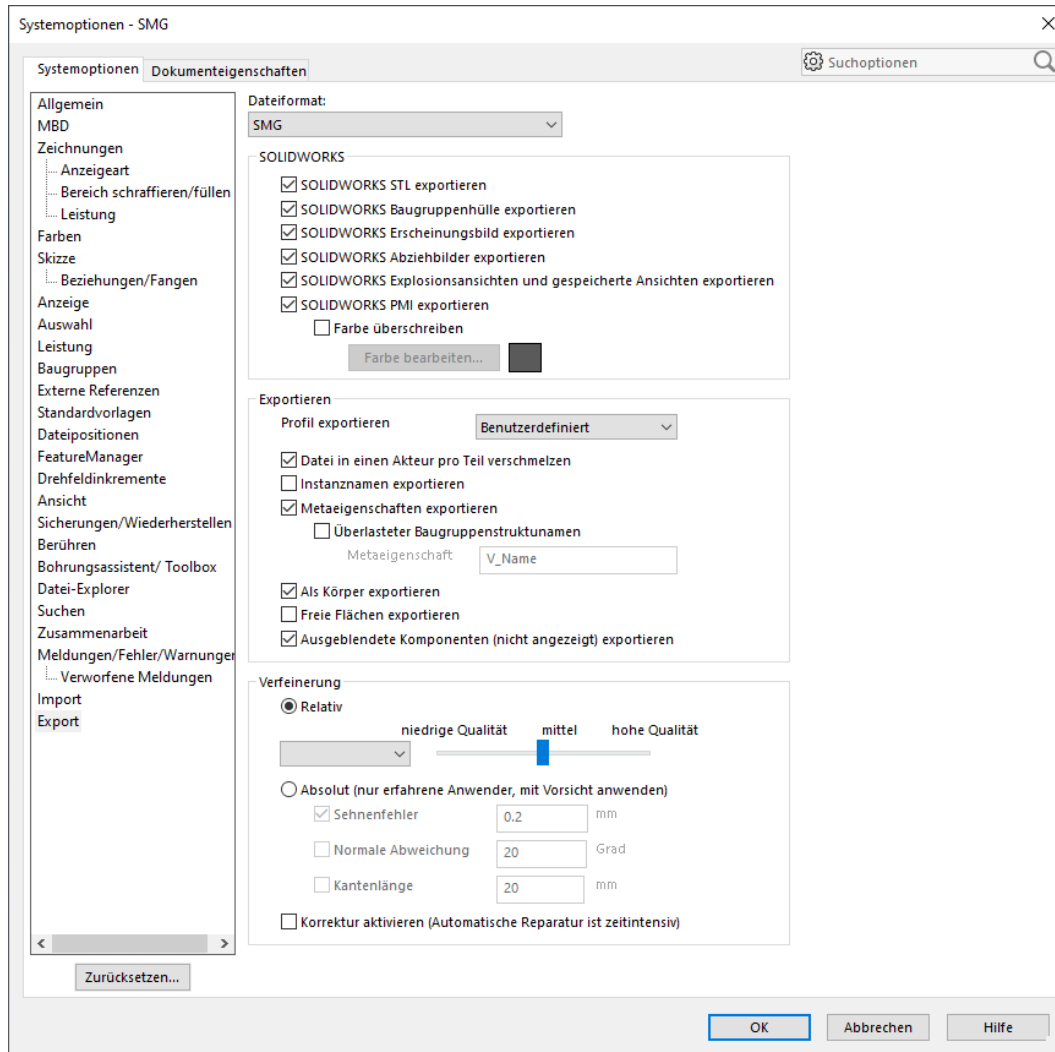 Systemoptionen - SMG
Systemoptionen
Dokumenteigenschaften
Suchoptionen
Allgemein
MBD
Zeichnungen
Anzeigeart
Bereich schraffieren/füllen
Leistung
Farben
Skizze
Beziehungen/Fangen
Anzeige
Auswahl
Leistung
Baugruppen
Externe Referenzen
Standardvorlagen
Dateipositionen
FeatureManager
Drehfeldinkremente
Ansicht
Sicherungen/Wiederherstellen
Berühren
Bohrungsassistent/ Toolbox
Datei-Explorer
Suchen
Zusammenarbeit
Meldungen/Fehler/Warnunger
Verworfene Meldungen
Import
Export
Zurücksetzen...
Dateiformat:
SMG
SOLIDWORKS
SOLIDWORKS STL exportieren
SOLIDWORKS Baugruppenhülle exportieren
SOLIDWORKS Erscheinungsbild exportieren
SOLIDWORKS Abziehbilder exportieren
SOLIDWORKS Explosionsansichten und gespeicherte Ansichten exportieren
SOLIDWORKS PMI exportieren
Farbe überschreiben
Farbe bearbeiten...
Exportieren
Profil exportieren Benutzerdefiniert
Datei in einen Akteur pro Teil verschmelzen
Instanznamen exportieren
Metaeigenschaften exportieren
Überlasteter Baugruppenstruktunamen
Metaeigenschaft V_Name
Als Körper exportieren
Freie Flächen exportieren
Ausgeblendete Komponenten (nicht angezeigt) exportieren
Verfeinerung
Relativ
niedrige Qualität mittel hohe Qualität
Absolut (nur erfahrene Anwender, mit Vorsicht anwenden)
Sehnenfehler 0.2 mm
Normale Abweichung 20 Grad
Kantenlänge 20 mm
Korrektur aktivieren (Automatische Reparatur ist zeitintensiv)
OK Abbrechen Hilfe